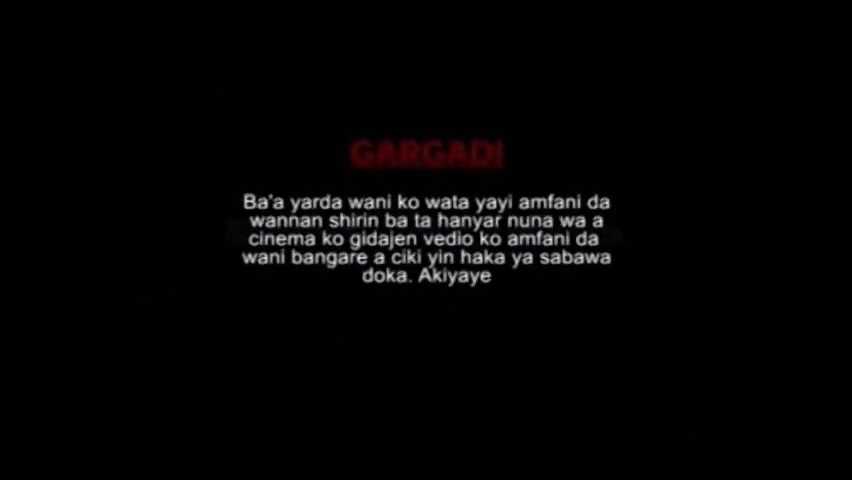 GARGADI
Ba'a yarda wani ko wata yayi amfani da
wannan shirin ba ta hanyar nuna wa a
cinema ko gidajen vedio ko amfani da
wani bangare a ciki yin haka ya sabawa
doka. Akiyaye